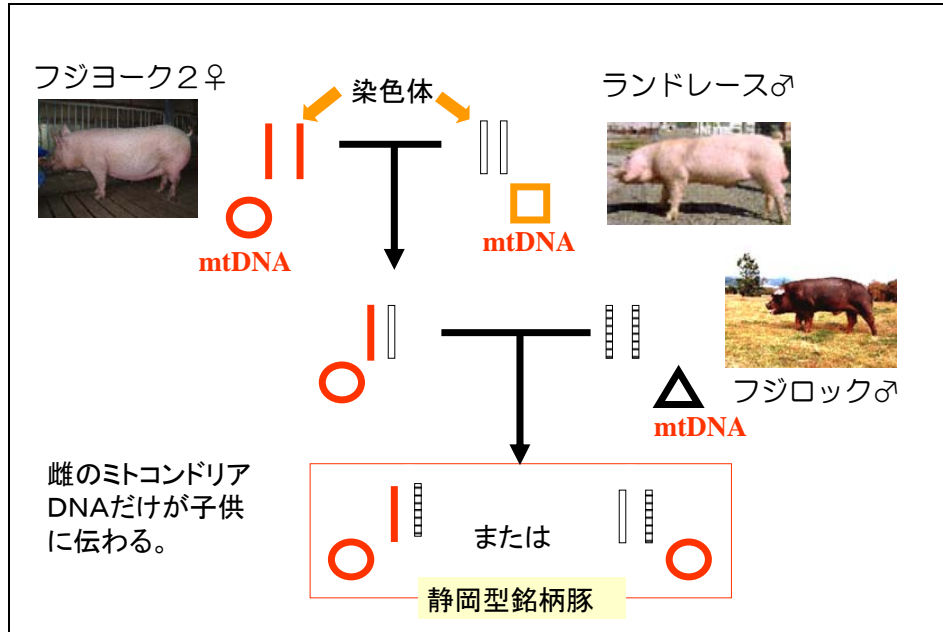 フジヨーク２♀
染色体
ランドレース♂
mtDNA
mtDNA
フジロック♂
mtDNA
雌のミトコンドリア
DNAだけが子供
に伝わる。
または
静岡型銘柄豚